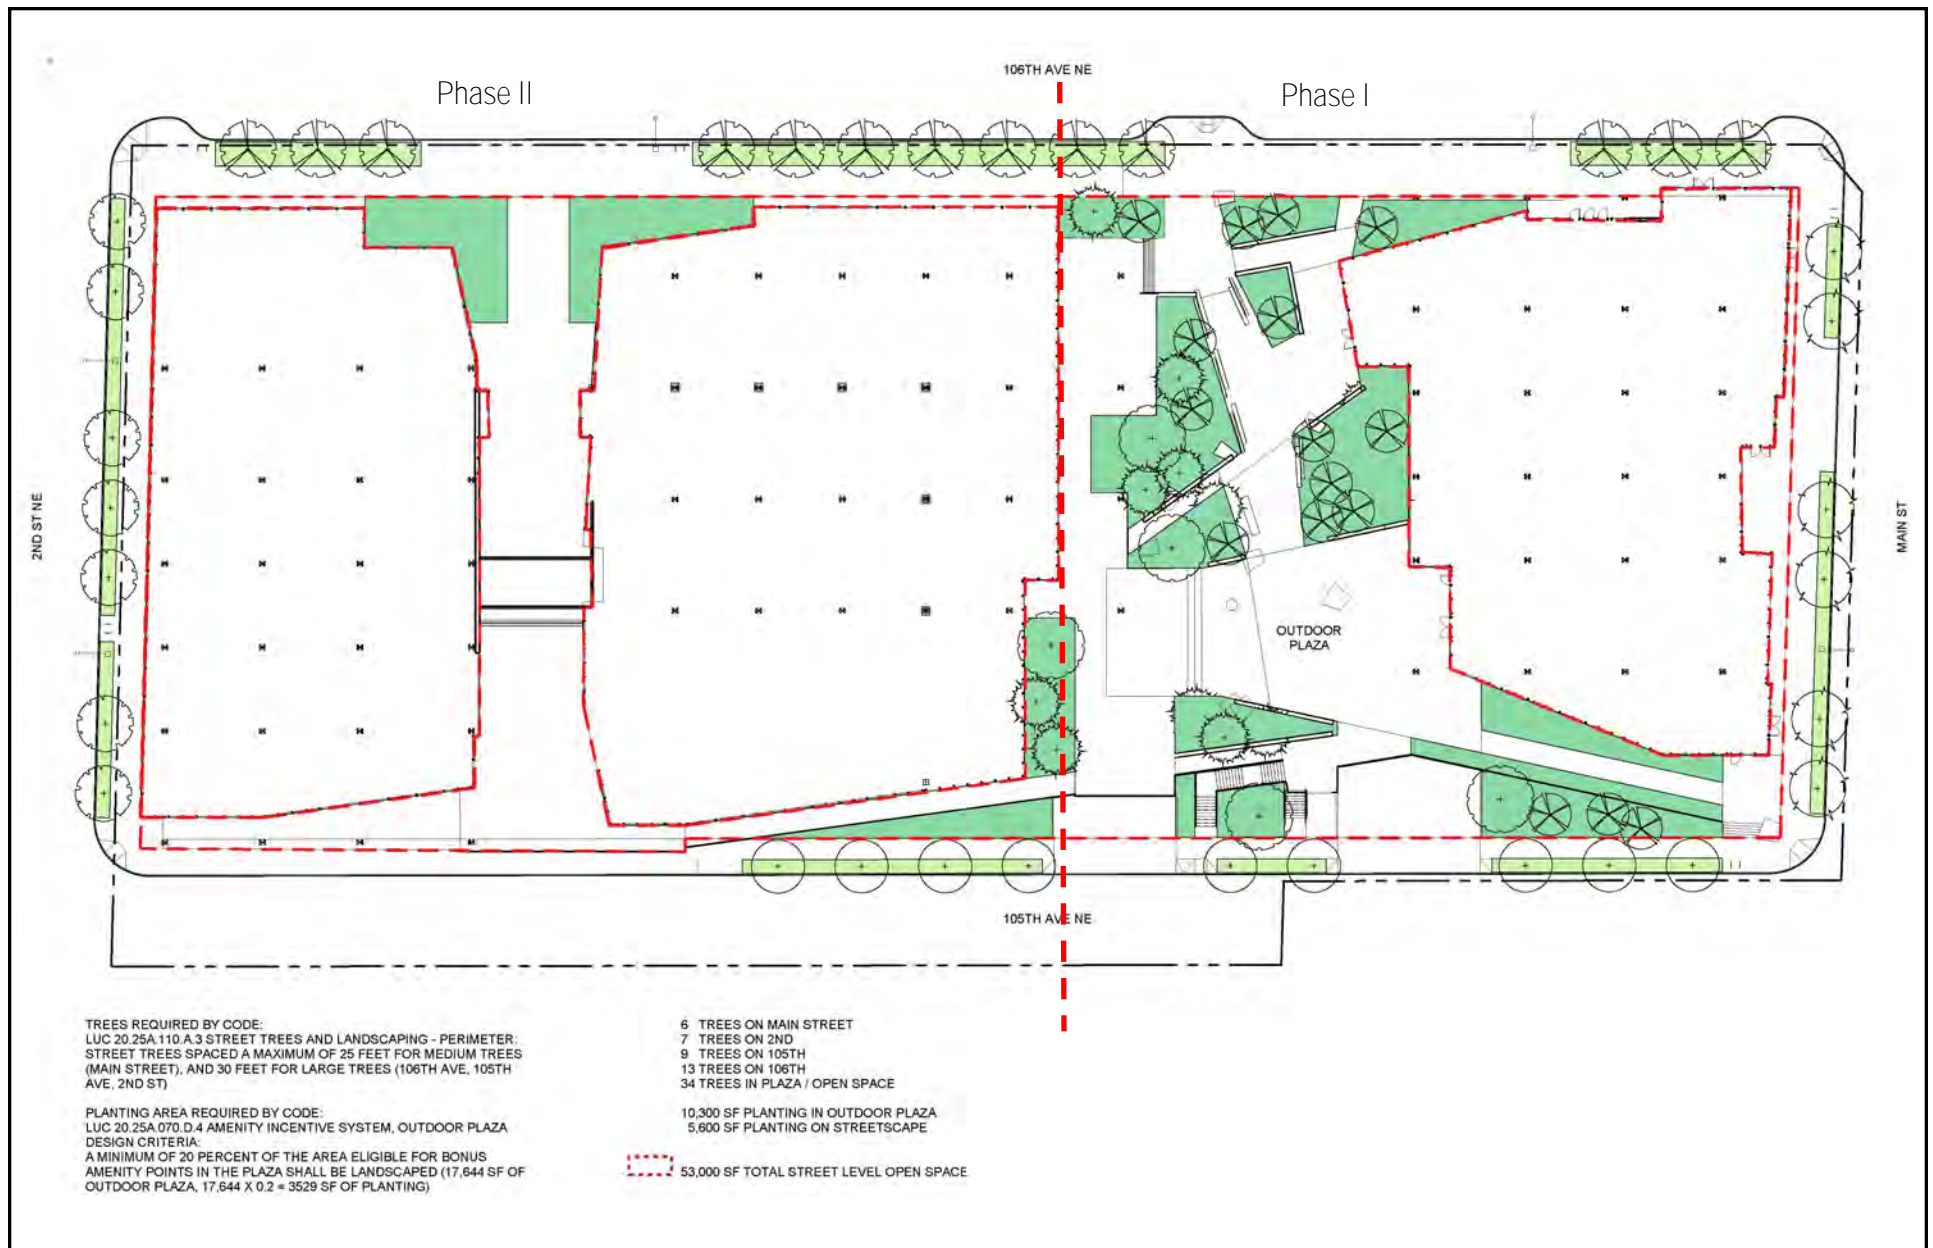 106TH AVE NE
Phase II
Phase I
2ND ST NE
MAIN ST
OUTDOOR
PLAZA
105TH AVE NE
TREES REQUIRED BY CODE:
LUC 20.25A.110.A.3 STREET TREES AND LANDSCAPING - PERIMETER:
STREET TREES SPACED A MAXIMUM OF 25 FEET FOR MEDIUM TREES
(MAIN STREET), AND 30 FEET FOR LARGE TREES (106TH AVE, 105TH
AVE, 2ND ST)
PLANTING AREA REQUIRED BY CODE:
LUC 20.25A.070.D.4 AMENITY INCENTIVE SYSTEM, OUTDOOR PLAZA
DESIGN CRITERIA:
A MINIMUM OF 20 PERCENT OF THE AREA ELIGIBLE FOR BONUS
AMENITY POINTS IN THE PLAZA SHALL BE LANDSCAPED (17,644 SF OF
OUTDOOR PLAZA, 17,644 X 0.2 = 3529 SF OF PLANTING)
6 TREES ON MAIN STREET
7 TREES ON 2ND
9 TREES ON 105TH
13 TREES ON 106TH
34 TREES IN PLAZA / OPEN SPACE
10,300 SF PLANTING IN OUTDOOR PLAZA
5,600 SF PLANTING ON STREETSCAPE
53,000 SF TOTAL STREET LEVEL OPEN SPACE